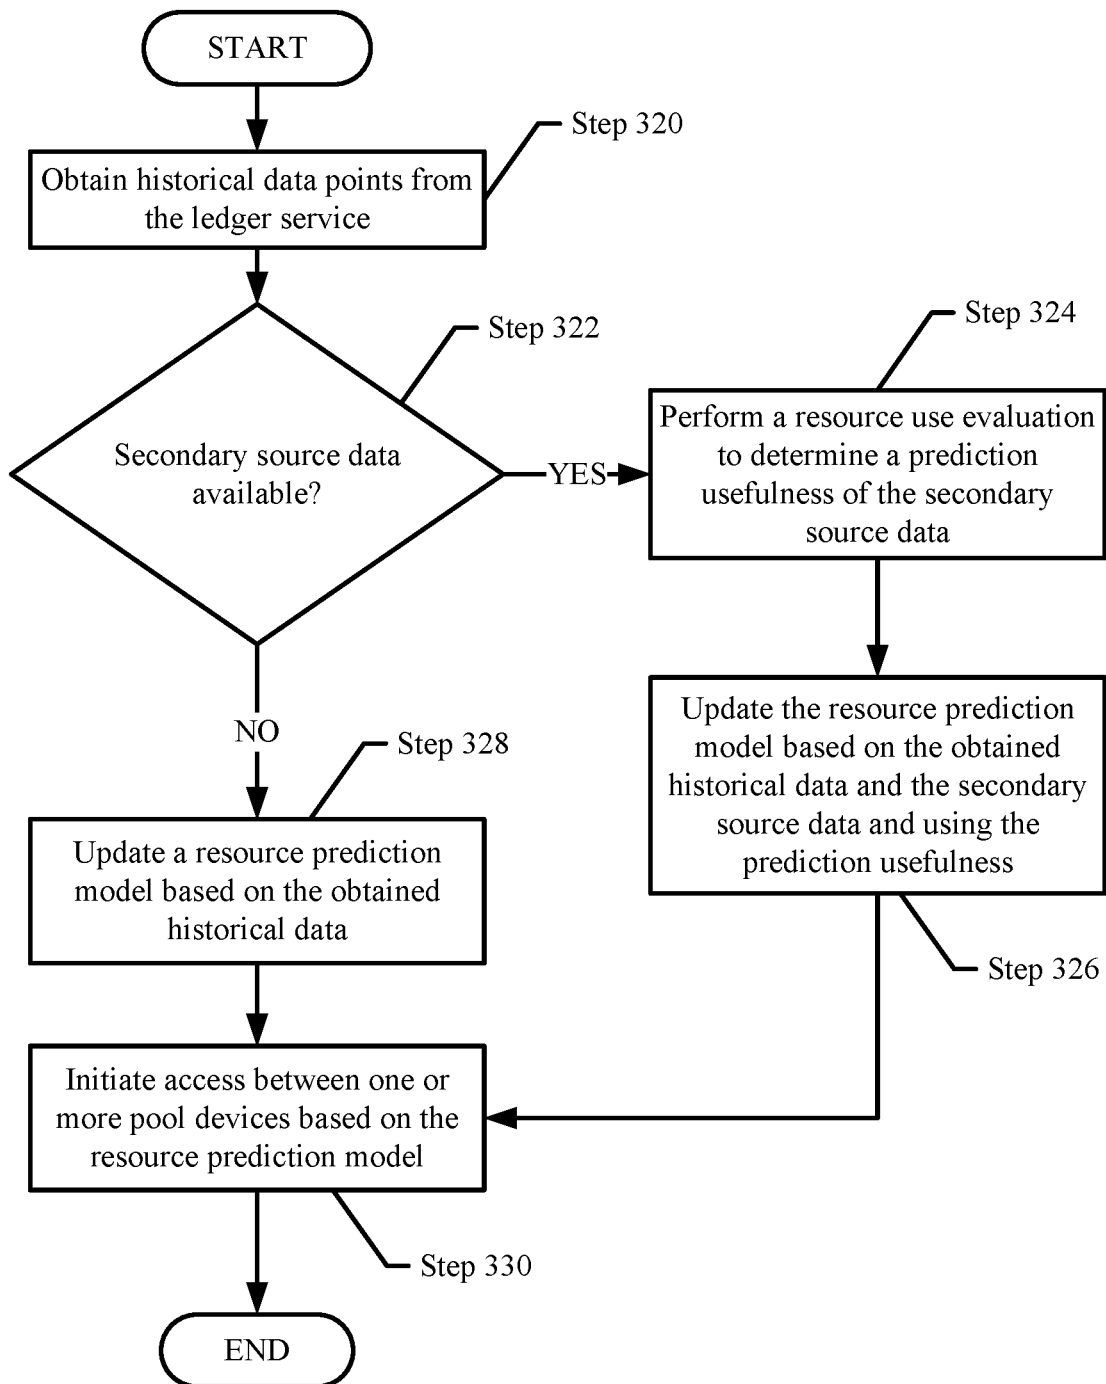 START
Step 320
Obtain historical data points from
the ledger service
Step 322
Secondary source data
available?
YES
Step 324
Perform a resource use evaluation
to determine a prediction
usefulness of the secondary
source data
NO
Step 328
Update a resource prediction
model based on the obtained
historical data
Update the resource prediction
model based on the obtained
historical data and the secondary
source data and using the
prediction usefulness
Step 326
Initiate access between one or
more pool devices based on the
resource prediction model
Step 330
END